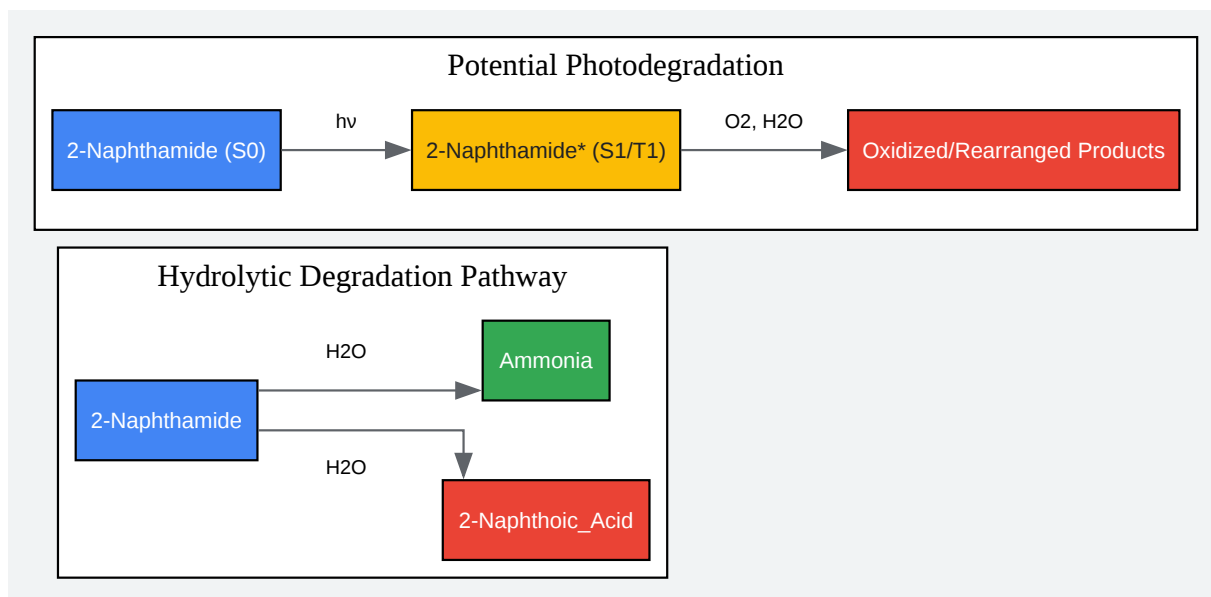 Potential Photodegradation
2-Naphthamide (S0)
hν
2-Naphthamide* (S1/T1)
O2, H2O
Oxidized/Rearranged Products
Hydrolytic Degradation Pathway
2-Naphthamide
H2O
Ammonia
H2O
2-Naphthoic_Acid